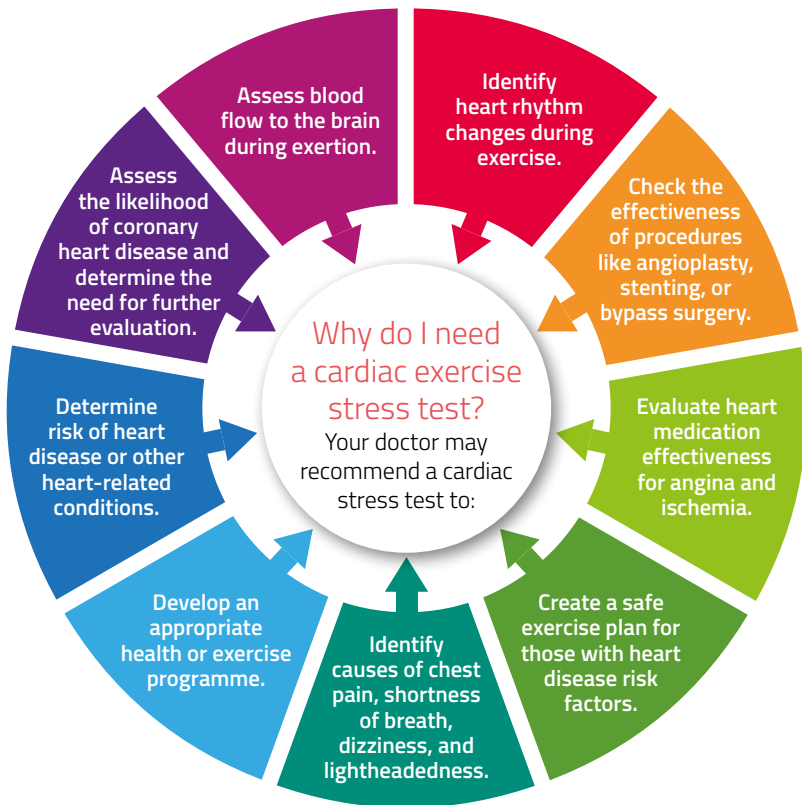 Why do I need
a cardiac exercise
stress test?
Your doctor may
recommend a cardiac
stress test to:
Identify
heart rhythm
changes during
exercise.
Check the
effectiveness
of procedures
like angioplasty,
stenting, or
bypass surgery.
Evaluate heart
medication
effectiveness
for angina and
ischemia.
Create a safe
exercise plan for
those with heart
disease risk
factors.
Identify
causes of chest
pain, shortness
of breath,
dizziness, and
lightheadedness.
Develop an
appropriate
health or exercise
programme.
Determine
risk of heart
disease or other
heart-related
conditions.
Assess
the likelihood
of coronary
heart disease and
determine the
need for further
evaluation.
Assess blood
flow to the brain
during exertion.